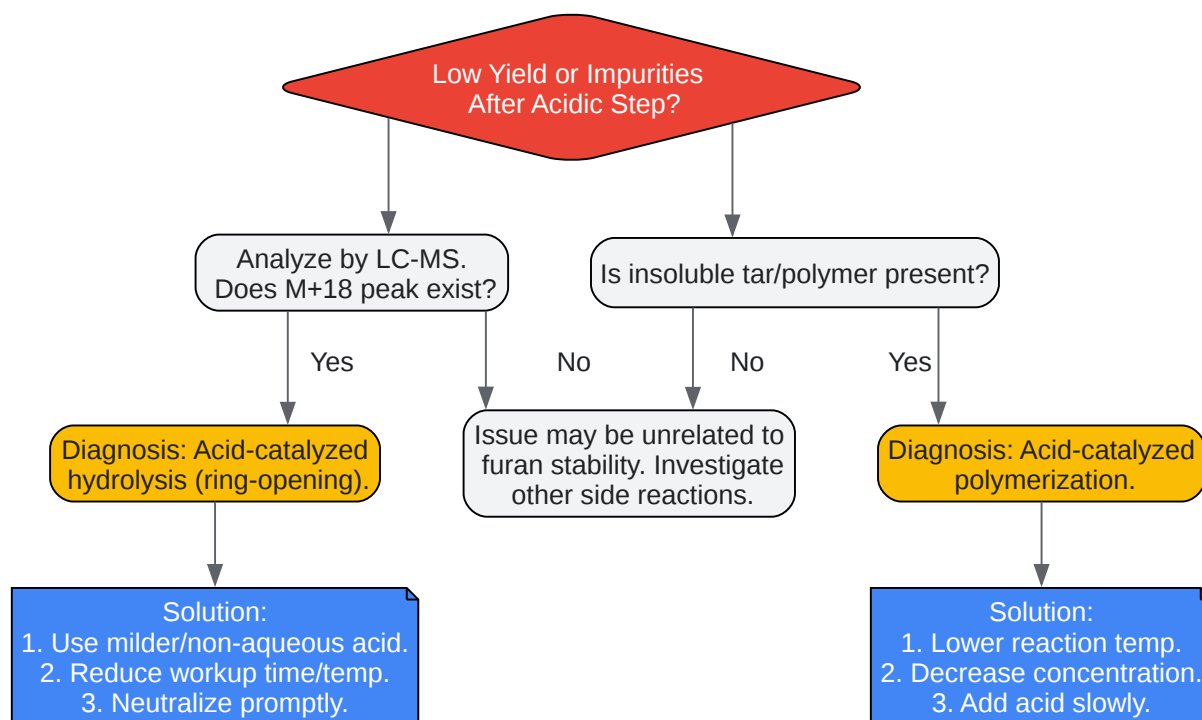 Low Yield or Impurities
After Acidic Step?
Analyze by LC-MS.
Does M+18 peak exist?
Is insoluble tar/polymer present?
Yes
No
No
Yes
Diagnosis: Acid-catalyzed
hydrolysis (ring-opening).
Issue may be unrelated to
furan stability. Investigate
other side reactions.
Diagnosis: Acid-catalyzed
polymerization.
Solution:
1. Use milder/non-aqueous acid.
2. Reduce workup time/temp.
3. Neutralize promptly.
Solution:
1. Lower reaction temp.
2. Decrease concentration.
3. Add acid slowly.